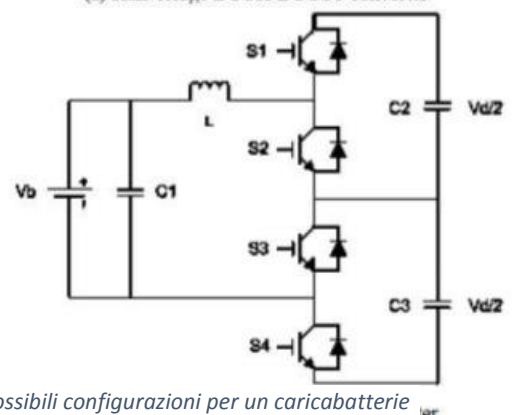 S1
C2
Vd/2
L
S2
Vb
C1
S3
C3
Vd/2
S4
ossibili configurazioni per un caricabatterie